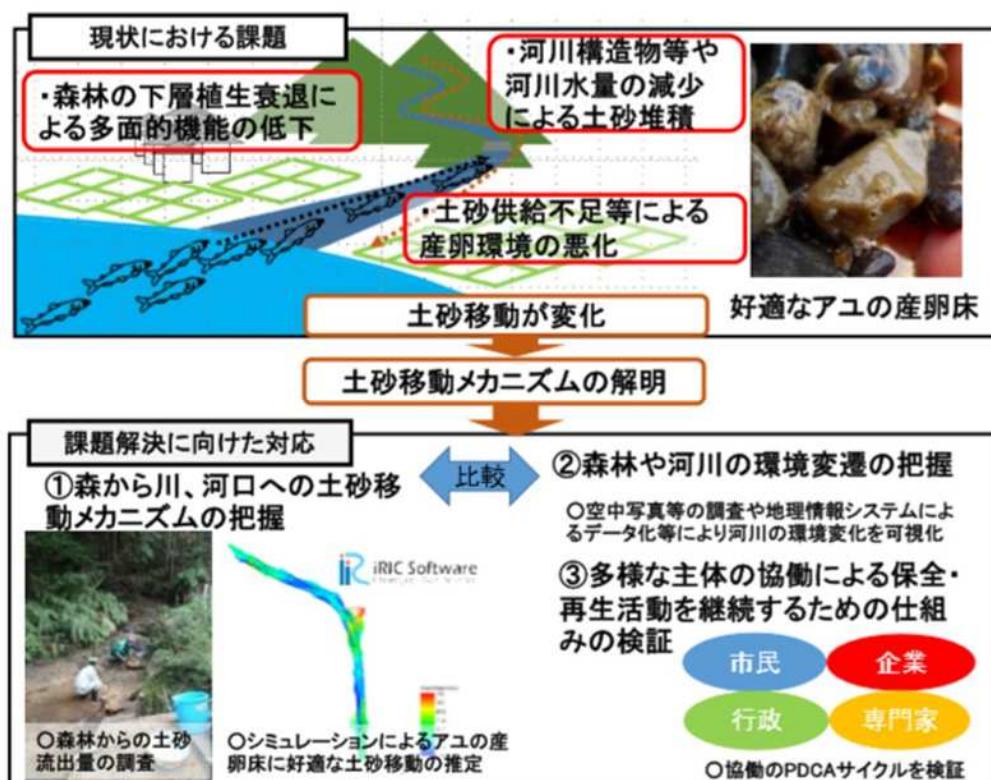 現状における課題
・森林の下層植生衰退に
よる多面的機能の低下
・河川構造物等や
河川水量の減少
による土砂堆積
・土砂供給不足等による
産卵環境の悪化
好適なアユの産卵床
土砂移動が変化
土砂移動メカニズムの解明
課題解決に向けた対応
①森から川、河口への土砂移
動メカニズムの把握
比較
②森林や河川の環境変遷の把握
○空中写真等の調査や地理情報システムによ
るデータ化等により河川の環境変化を可視化
iRIC Software
③多様な主体の協働による保全・
再生活動を継続するための仕組
みの検証
市民
企業
行政
専門家
○森林からの土砂
流出量の調査
○シミュレーションによるアユの産
卵床に好適な土砂移動の推定
○協働のPDCAサイクルを検証